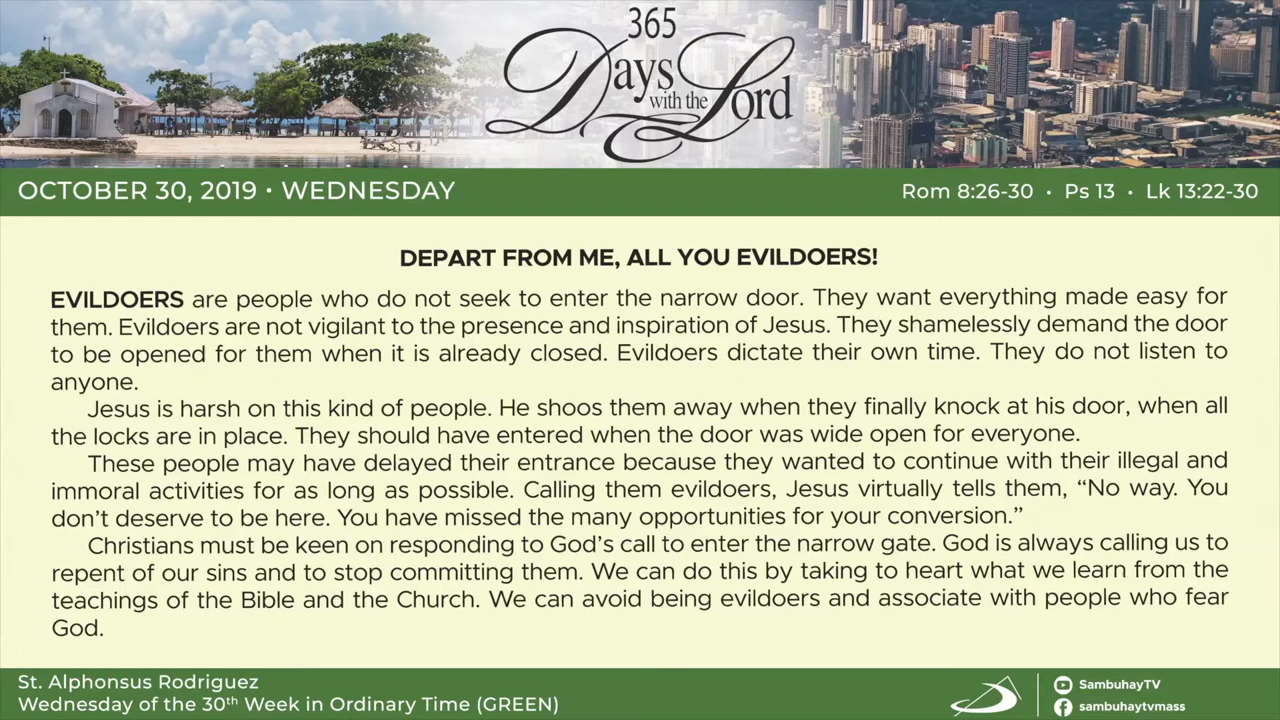 365
Days with the Lord
OCTOBER 30, 2019 • WEDNESDAY
Rom 8:26-30 • Ps 13 • Lk 13:22-30
DEPART FROM ME, ALL YOU EVILDOERS!
EVILDOERS are people who do not seek to enter the narrow door. They want everything made easy for
them. Evildoers are not vigilant to the presence and inspiration of Jesus. They shamelessly demand the door
to be opened for them when it is already closed. Evildoers dictate their own time. They do not listen to
anyone.
Jesus is harsh on this kind of people. He shoos them away when they finally knock at his door, when all
the locks are in place. They should have entered when the door was wide open for everyone.
These people may have delayed their entrance because they wanted to continue with their illegal and
immoral activities for as long as possible. Calling them evildoers, Jesus virtually tells them, “No way. You
don’t deserve to be here. You have missed the many opportunities for your conversion.”
Christians must be keen on responding to God’s call to enter the narrow gate. God is always calling us to
repent of our sins and to stop committing them. We can do this by taking to heart what we learn from the
teachings of the Bible and the Church. We can avoid being evildoers and associate with people who fear
God.
St. Alphonsus Rodriguez
Wednesday of the 30th Week in Ordinary Time (GREEN)
SambuhayTV
sambuhaytvmass